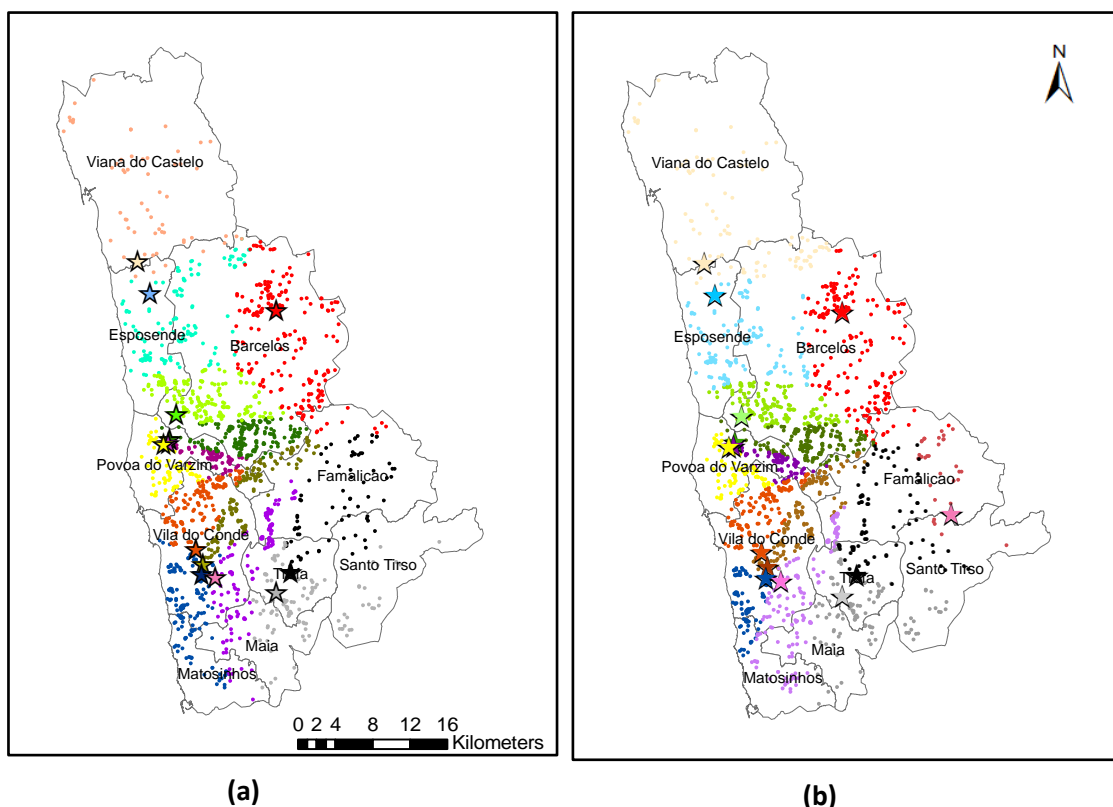 N
Viana do Castelo
Viana do Castelo
Esposende
Barcelos
Esposende
Barcelos
Povoa do Varzim
Famaliçao
Povoa do Varzim
Famaliçao
Vila do Conde
Vila do Conde
Trofa
Santo Tirso
Trofa
Santo Tirso
Maia
Maia
Matosinhos
Matosinhos
0 2 4 8 12 16
Kilometers
(a)
(b)